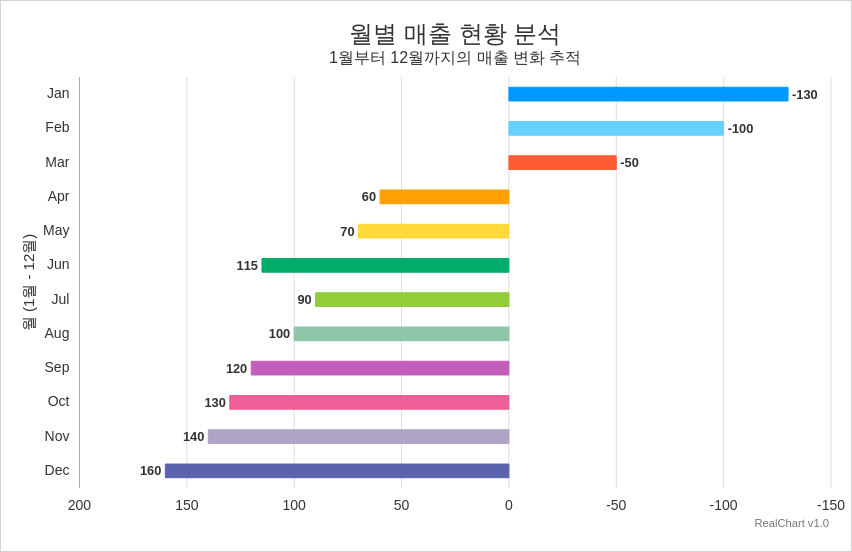 월별 매출 현황 분석
1월부터 12월까지의 매출 변화 추적
월 (1월 - 12월)
Jan -130
Feb -100
Mar -50
Apr 60
May 70
Jun 115
Jul 90
Aug 100
Sep 120
Oct 130
Nov 140
Dec 160
200 150 100 50 0 -50 -100 -150
RealChart v1.0